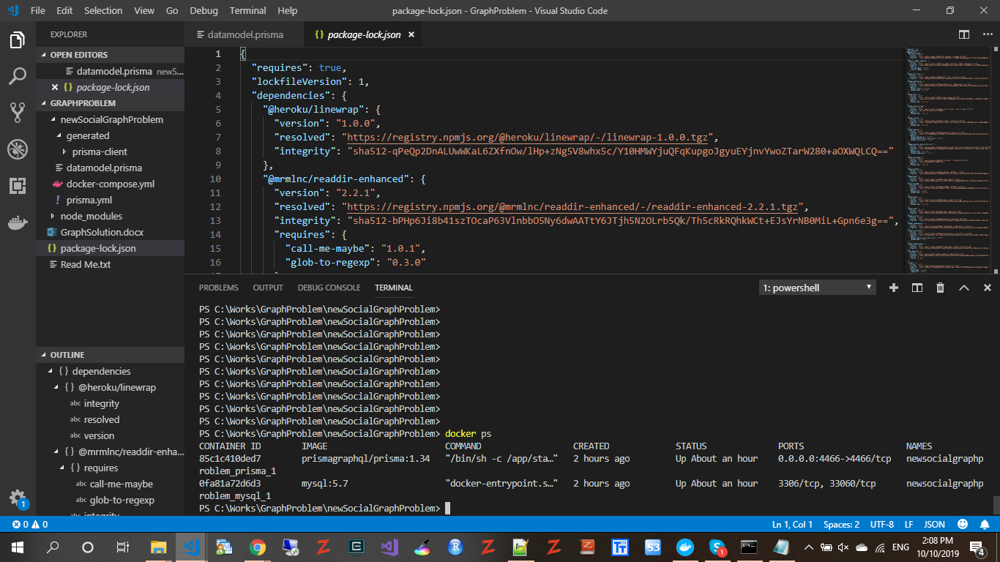 File Edit Selection View Go Debug Terminal Help
package-lock.json - GraphProblem - Visual Studio Code
EXPLORER
OPEN EDITORS
datamodel.prisma newS...
{} package-lock.json
GRAPHPROBLEM
newSocialGraphProblem
generated
prisma-client
datamodel.prisma
docker-compose.yml
! prisma.yml
node_modules
GraphSolution.docx
{} package-lock.json
Read Me.txt
OUTLINE
{} dependencies
{} @heroku/linewrap
abc integrity
abc resolved
abc version
{} @mrmlnc/readdir-enha...
{} requires
abc call-me-maybe
abc glob-to-regexp
abc integrity
datamodel.prisma
{} package-lock.json
1 {
2 "requires": true,
3 "lockfileVersion": 1,
4 "dependencies": {
5 "@heroku/linewrap": {
6 "version": "1.0.0",
7 "resolved": "https://registry.npmjs.org/@heroku/linewrap/-/linewrap-1.0.0.tgz",
8 "integrity": "sha512-qPeQp2DnALUwWKaL6ZXfnOw/lHp+zNg5V8whx5c/Y10HMWYjuQFqKupgoJgyuEYjnvYwoZTarW280+aOXWQLCQ=="
9 },
10 "@mrmlnc/readdir-enhanced": {
11 "version": "2.2.1",
12 "resolved": "https://registry.npmjs.org/@mrmlnc/readdir-enhanced/-/readdir-enhanced-2.2.1.tgz",
13 "integrity": "sha512-bPHp6Ji8b41szTOcaP63VlnbbO5Ny6dwAATtY6JTjh5N2OLrb5Qk/Th5cRkRQhkWCt+EJsYrNB0MiL+Gpn6e3g==",
14 "requires": {
15 "call-me-maybe": "1.0.1",
16 "glob-to-regexp": "0.3.0"
PROBLEMS OUTPUT DEBUG CONSOLE TERMINAL
1: powershell
PS C:\Works\GraphProblem\newSocialGraphProblem>
PS C:\Works\GraphProblem\newSocialGraphProblem>
PS C:\Works\GraphProblem\newSocialGraphProblem>
PS C:\Works\GraphProblem\newSocialGraphProblem>
PS C:\Works\GraphProblem\newSocialGraphProblem>
PS C:\Works\GraphProblem\newSocialGraphProblem>
PS C:\Works\GraphProblem\newSocialGraphProblem>
PS C:\Works\GraphProblem\newSocialGraphProblem>
PS C:\Works\GraphProblem\newSocialGraphProblem>
PS C:\Works\GraphProblem\newSocialGraphProblem>
PS C:\Works\GraphProblem\newSocialGraphProblem> docker ps
CONTAINER ID IMAGE COMMAND CREATED STATUS PORTS NAMES
85c1c410ded7 prismagraphql/prisma:1.34 "/bin/sh -c /app/sta…" 2 hours ago Up About an hour 0.0.0.0:4466->4466/tcp newsocialgraphp
roblem_prisma_1
0fa81a72d6d3 mysql:5.7 "docker-entrypoint.s…" 2 hours ago Up About an hour 3306/tcp, 33060/tcp newsocialgraphp
roblem_mysql_1
PS C:\Works\GraphProblem\newSocialGraphProblem>
1
0 0
Ln 1, Col 1 Spaces: 2 UTF-8 LF JSON
ENG
2:08 PM
10/10/2019
1
4